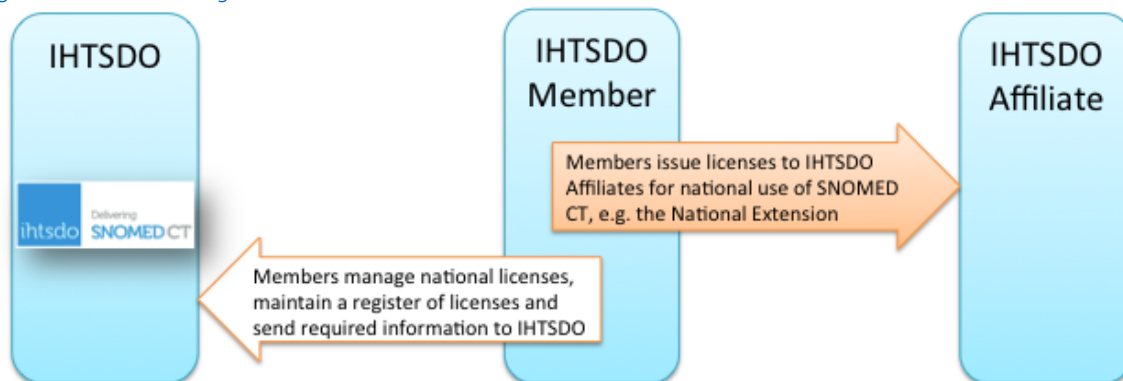 IHTSDO
IHTSDO
Member
IHTSDO
Affiliate
Members issue licenses to IHTSDO
Affiliates for national use of SNOMED
CT, e.g. the National Extension
ihtsdo
Delivering
SNOMED CT
Members manage national licenses,
maintain a register of licenses and
send required information to IHTSDO